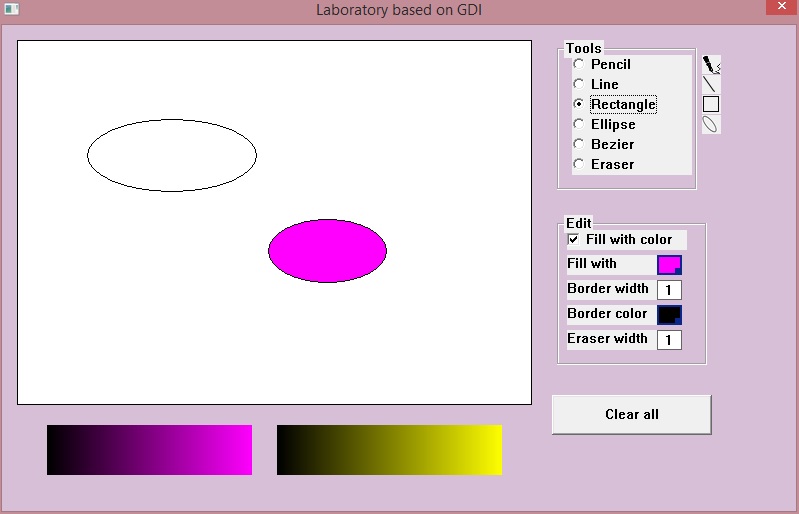 Laboratory based on GDI
Tools
Pencil
Line
Rectangle
Ellipse
Bezier
Eraser
Edit
Fill with color
Fill with
Border width 1
Border color
Eraser width 1
Clear all